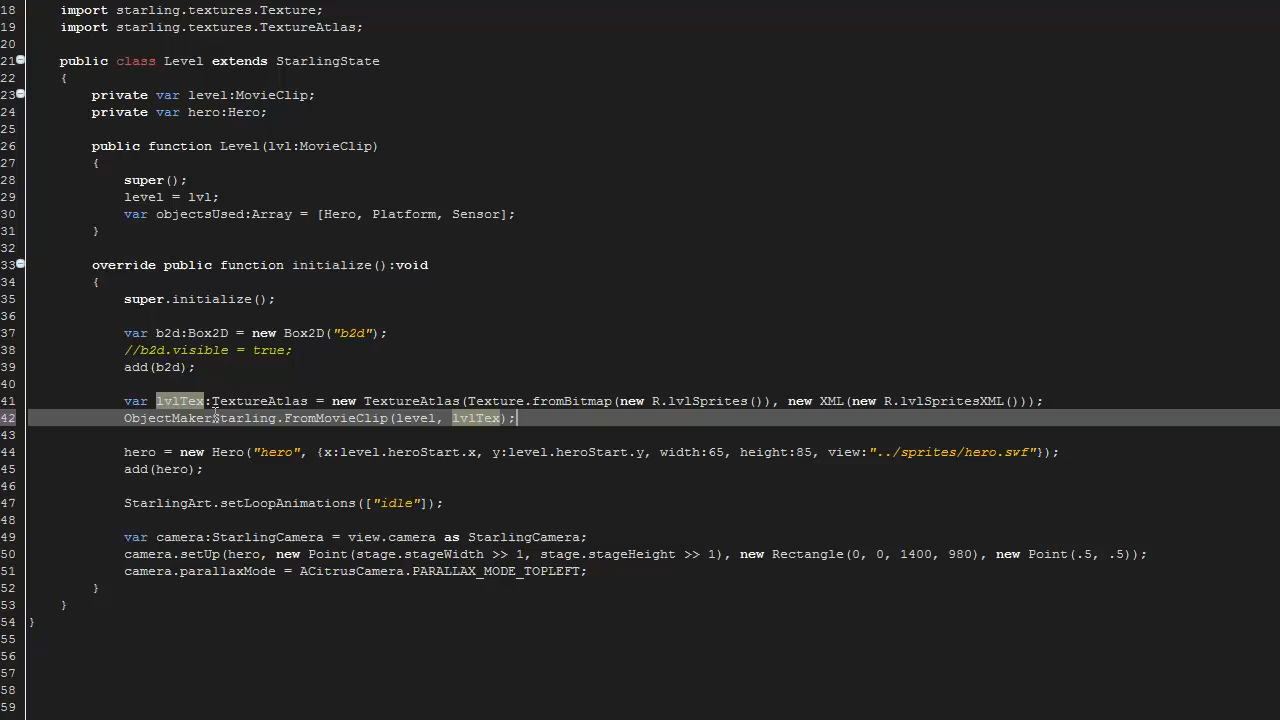 18 import starling.textures.Texture;
19 import starling.textures.TextureAtlas;
20
21 public class Level extends StarlingState
22 {
23 private var level:MovieClip;
24 private var hero:Hero;
25
26 public function Level(lvl:MovieClip)
27 {
28 super();
29 level = lvl;
30 var objectsUsed:Array = [Hero, Platform, Sensor];
31 }
32
33 override public function initialize():void
34 {
35 super.initialize();
36
37 var b2d:Box2D = new Box2D("b2d");
38 //b2d.visible = true;
39 add(b2d);
40
41 var lvlTex:TextureAtlas = new TextureAtlas(Texture.fromBitmap(new R.lvlSprites()), new XML(new R.lvlSpritesXML()));
42 ObjectMakerStarling.FromMovieClip(level, lvlTex);
43
44 hero = new Hero("hero", {x:level.heroStart.x, y:level.heroStart.y, width:65, height:85, view:"../sprites/hero.swf"});
45 add(hero);
46
47 StarlingArt.setLoopAnimations(["idle"]);
48
49 var camera:StarlingCamera = view.camera as StarlingCamera;
50 camera.setUp(hero, new Point(stage.stageWidth >> 1, stage.stageHeight >> 1), new Rectangle(0, 0, 1400, 980), new Point(.5, .5));
51 camera.parallaxMode = ACitrusCamera.PARALLAX_MODE_TOPLEFT;
52 }
53 }
54 }
55
56
57
58
59